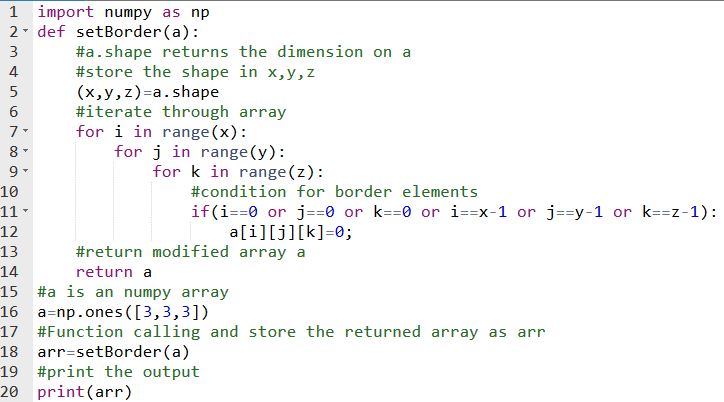 1 import numpy as np
2 def setBorder(a):
3     #a.shape returns the dimension on a
4     #store the shape in x,y,z
5     (x,y,z)=a.shape
6     #iterate through array
7     for i in range(x):
8         for j in range(y):
9             for k in range(z):
10                 #condition for border elements
11                 if(i==0 or j==0 or k==0 or i==x-1 or j==y-1 or k==z-1):
12                     a[i][j][k]=0;
13     #return modified array a
14     return a
15 #a is an numpy array
16 a=np.ones([3,3,3])
17 #Function calling and store the returned array as arr
18 arr=setBorder(a)
19 #print the output
20 print(arr)